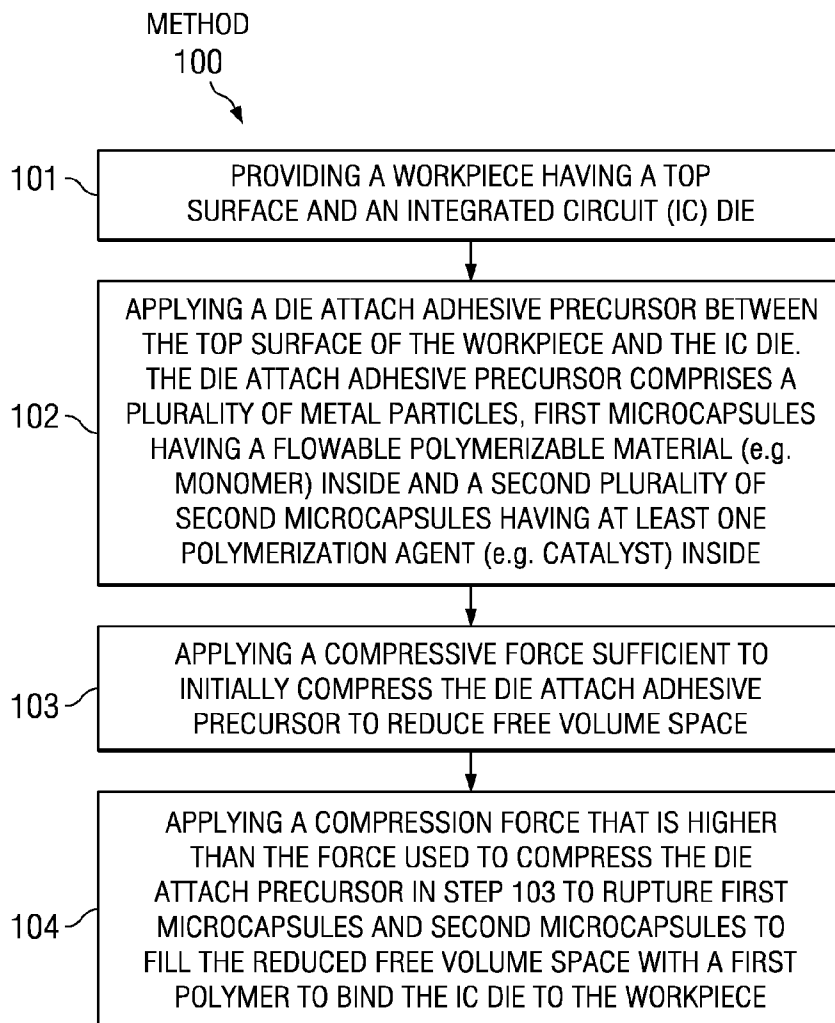 METHOD
100
101
PROVIDING A WORKPIECE HAVING A TOP
SURFACE AND AN INTEGRATED CIRCUIT (IC) DIE
102
APPLYING A DIE ATTACH ADHESIVE PRECURSOR BETWEEN
THE TOP SURFACE OF THE WORKPIECE AND THE IC DIE.
THE DIE ATTACH ADHESIVE PRECURSOR COMPRISES A
PLURALITY OF METAL PARTICLES, FIRST MICROCAPSULES
HAVING A FLOWABLE POLYMERIZABLE MATERIAL (e.g.
MONOMER) INSIDE AND A SECOND PLURALITY OF
SECOND MICROCAPSULES HAVING AT LEAST ONE
POLYMERIZATION AGENT (e.g. CATALYST) INSIDE
103
APPLYING A COMPRESSIVE FORCE SUFFICIENT TO
INITIALLY COMPRESS THE DIE ATTACH ADHESIVE
PRECURSOR TO REDUCE FREE VOLUME SPACE
104
APPLYING A COMPRESSION FORCE THAT IS HIGHER
THAN THE FORCE USED TO COMPRESS THE DIE
ATTACH PRECURSOR IN STEP 103 TO RUPTURE FIRST
MICROCAPSULES AND SECOND MICROCAPSULES TO
FILL THE REDUCED FREE VOLUME SPACE WITH A FIRST
POLYMER TO BIND THE IC DIE TO THE WORKPIECE